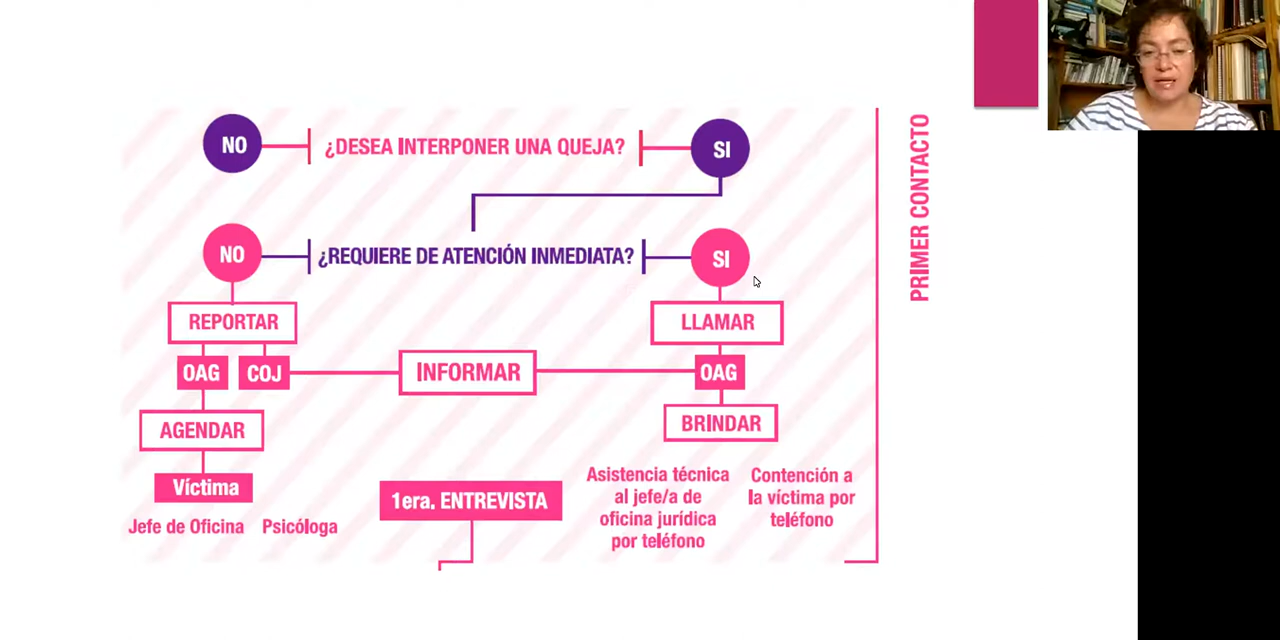 NO
¿DESEA INTERPONER UNA QUEJA?
SI
NO
¿REQUIERE DE ATENCIÓN INMEDIATA?
SI
REPORTAR
LLAMAR
OAG
COJ
INFORMAR
OAG
AGENDAR
BRINDAR
Víctima
Jefe de Oficina
Psicóloga
1era. ENTREVISTA
Asistencia técnica
al jefe/a de
oficina jurídica
por teléfono
Contención a
la víctima por
teléfono
PRIMER CONTACTO